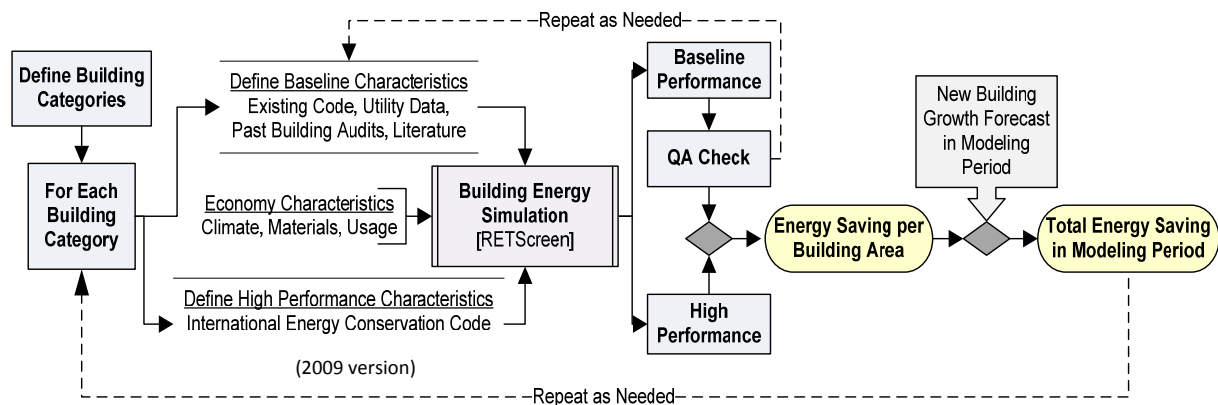 Repeat as Needed
Define Building
Categories
For Each
Building
Category
Define Baseline Characteristics
Existing Code, Utility Data,
Past Building Audits, Literature
Economy Characteristics
Climate, Materials, Usage
Define High Performance Characteristics
International Energy Conservation Code
(2009 version)
Building Energy
Simulation
[RETScreen]
Baseline
Performance
QA Check
High
Performance
Energy Saving per
Building Area
New Building
Growth Forecast
in Modeling
Period
Total Energy Saving
in Modeling Period
Repeat as Needed